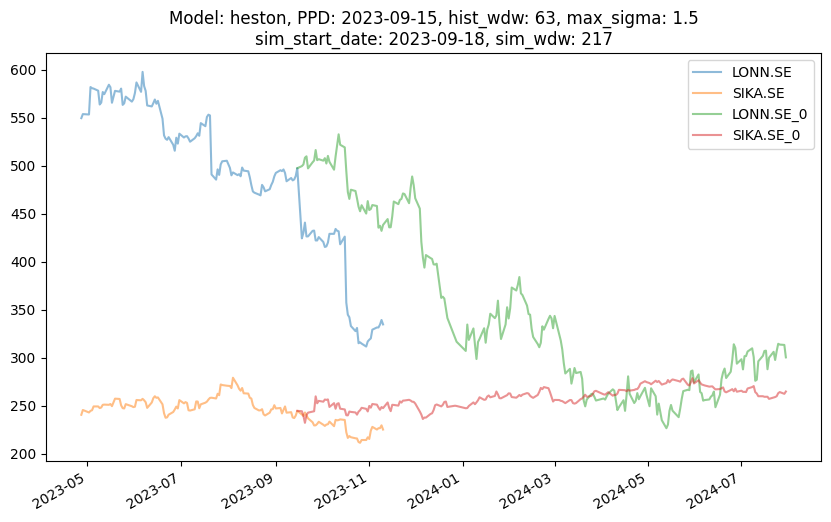 Model: heston, PPD: 2023-09-15, hist_wdw: 63, max_sigma: 1.5
sim_start_date: 2023-09-18, sim_wdw: 217
LONN.SE
SIKA.SE
LONN.SE_0
SIKA.SE_0
600
550
500
450
400
350
300
250
200
2023-05
2023-07
2023-09
2023-11
2024-01
2024-03
2024-05
2024-07